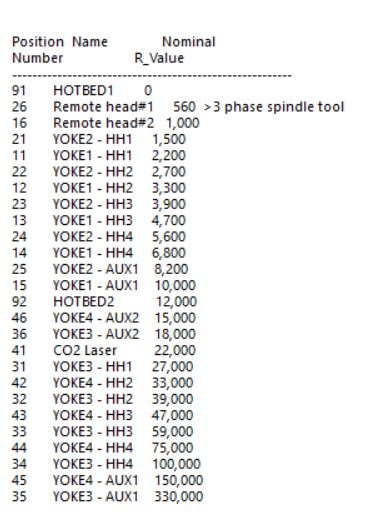 Position Name Nominal
Number R_Value
--------------------------------------------------------
91 HOTBED1 0
26 Remote head#1 560 >3 phase spindle tool
16 Remote head#2 1,000
21 YOKE2 - HH1 1,500
11 YOKE1 - HH1 2,200
22 YOKE2 - HH2 2,700
12 YOKE1 - HH2 3,300
23 YOKE2 - HH3 3,900
13 YOKE1 - HH3 4,700
24 YOKE2 - HH4 5,600
14 YOKE1 - HH4 6,800
25 YOKE2 - AUX1 8,200
15 YOKE1 - AUX1 10,000
92 HOTBED2 12,000
46 YOKE4 - AUX2 15,000
36 YOKE3 - AUX2 18,000
41 CO2 Laser 22,000
31 YOKE3 - HH1 27,000
42 YOKE4 - HH2 33,000
32 YOKE3 - HH2 39,000
43 YOKE4 - HH3 47,000
33 YOKE3 - HH3 59,000
44 YOKE4 - HH4 75,000
34 YOKE3 - HH4 100,000
45 YOKE4 - AUX1 150,000
35 YOKE3 - AUX1 330,000